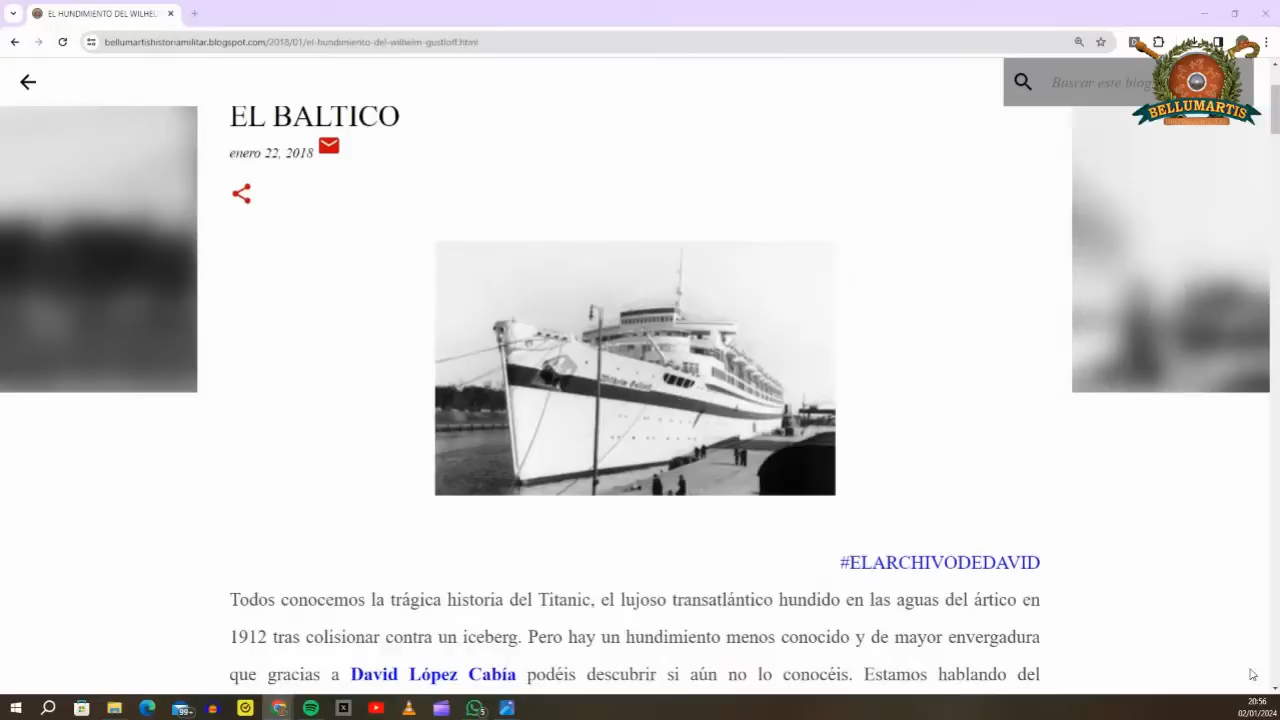 EL HUNDIMIENTO DEL WILHEL
bellumartishistoriamilitar.blogspot.com/2018/01/el-hundimiento-del-wilhelm-gustloff.html
Buscar este blog
BELLUMARTIS
EL BALTICO
enero 22, 2018
#ELARCHIVODEDAVID
Todos conocemos la trágica historia del Titanic, el lujoso transatlántico hundido en las aguas del ártico en
1912 tras colisionar contra un iceberg. Pero hay un hundimiento menos conocido y de mayor envergadura
que gracias a David López Cabía podéis descubrir si aún no lo conocéis. Estamos hablando del
99+
5
20:56
02/01/2024